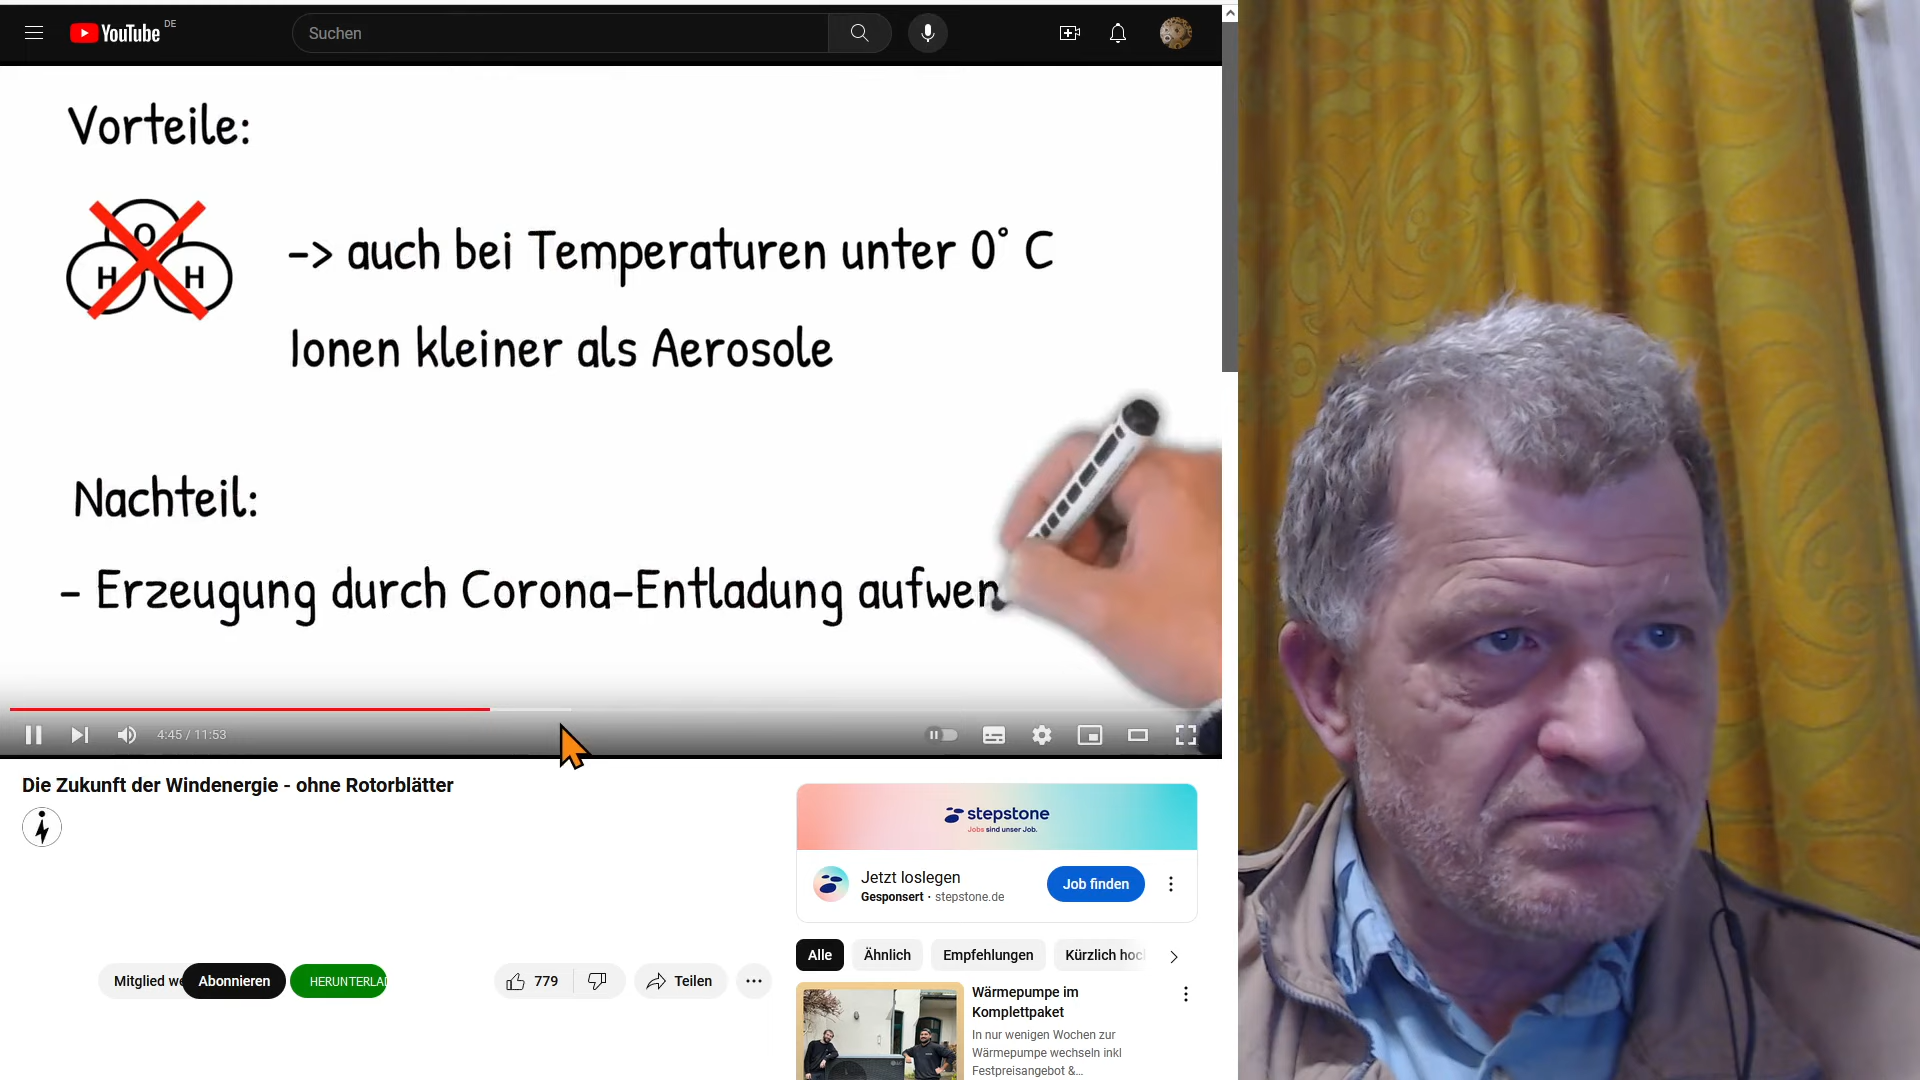 YouTube DE
Suchen
Vorteile:
O
H H
-> auch bei Temperaturen unter 0° C
Ionen kleiner als Aerosole
Nachteil:
- Erzeugung durch Corona-Entladung aufwen
4:45 / 11:53
Die Zukunft der Windenergie - ohne Rotorblätter
stepstone
Jobs sind unser Job.
Jetzt loslegen
Gesponsert · stepstone.de
Job finden
Alle
Ähnlich
Empfehlungen
Kürzlich hoc
Mitglied we
Abonnieren
HERUNTERLA
779
Teilen
Wärmepumpe im
Komplettpaket
In nur wenigen Wochen zur
Wärmepumpe wechseln inkl
Festpreisangebot &...